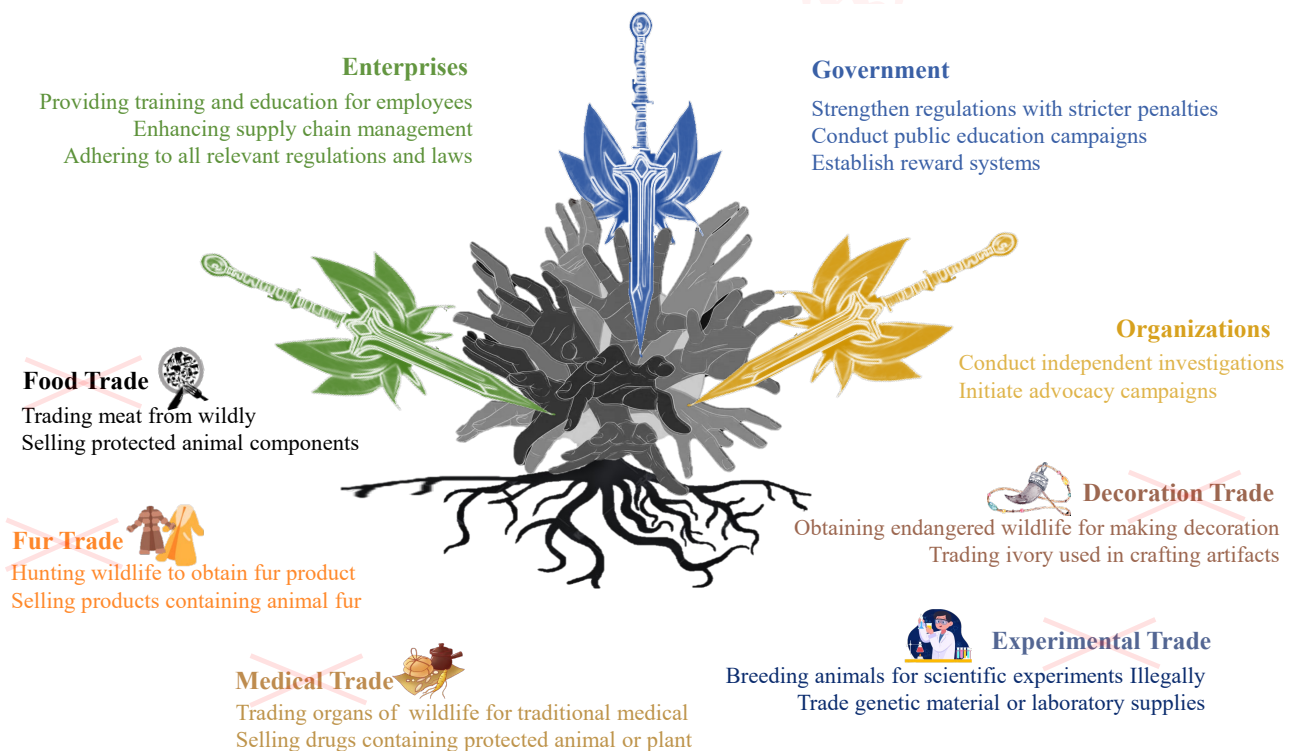 Enterprises
Providing training and education for employees
Enhancing supply chain management
Adhering to all relevant regulations and laws
Government
Strengthen regulations with stricter penalties
Conduct public education campaigns
Establish reward systems
Organizations
Conduct independent investigations
Initiate advocacy campaigns
Food Trade
Trading meat from wildly
Selling protected animal components
Fur Trade
Hunting wildlife to obtain fur product
Selling products containing animal fur
Medical Trade
Trading organs of wildlife for traditional medical
Selling drugs containing protected animal or plant
Decoration Trade
Obtaining endangered wildlife for making decoration
Trading ivory used in crafting artifacts
Experimental Trade
Breeding animals for scientific experiments Illegally
Trade genetic material or laboratory supplies